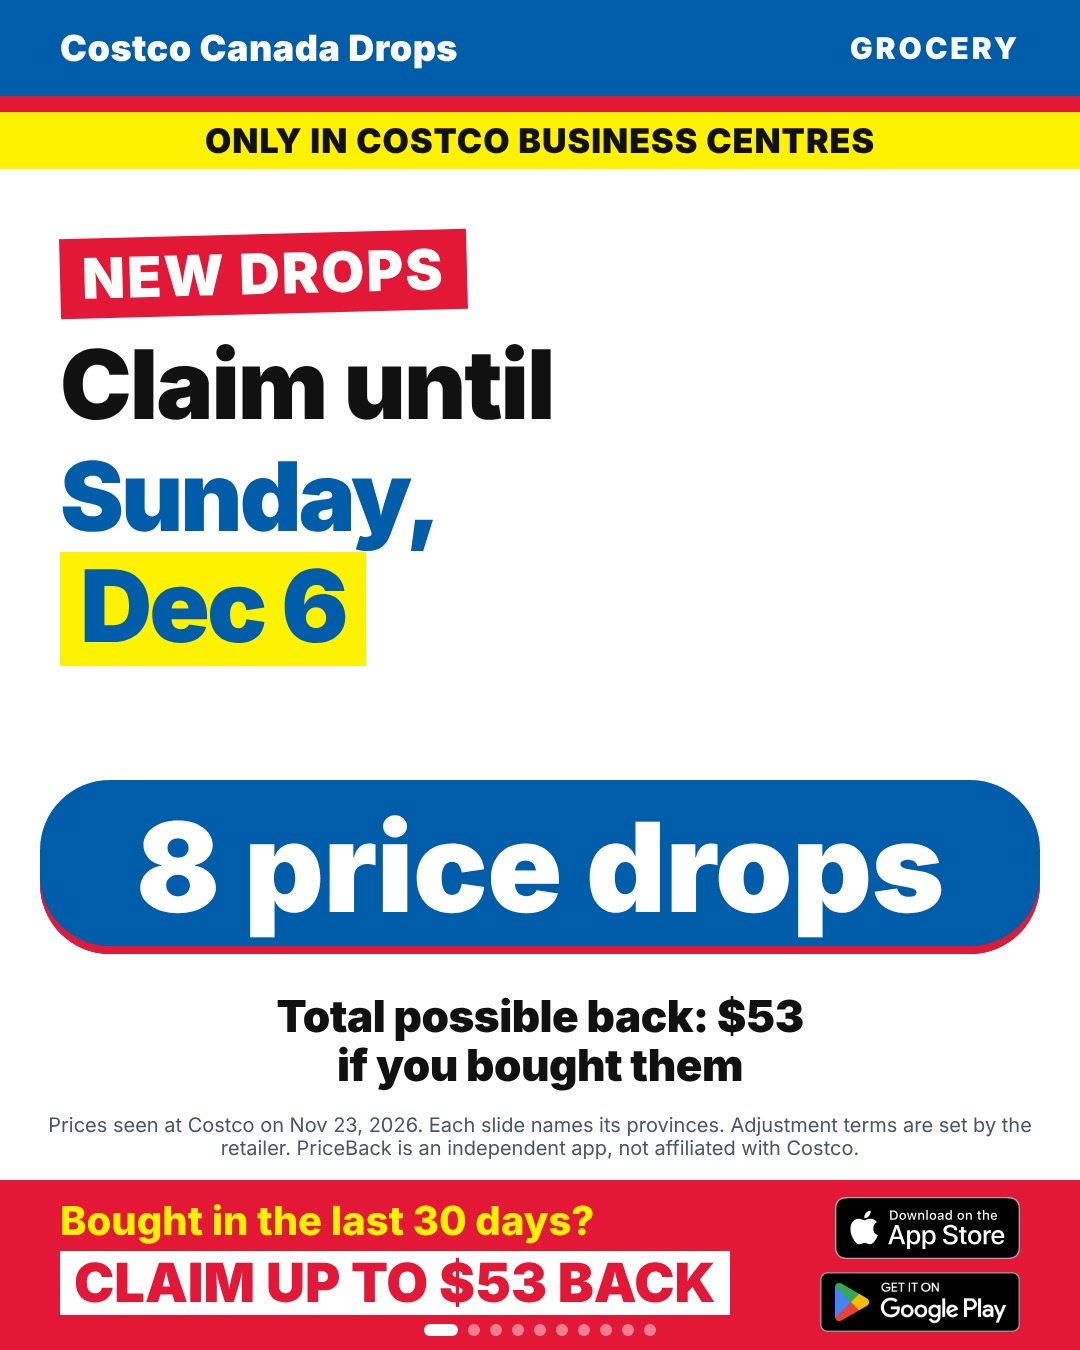 Costco Canada Drops
GROCERY
ONLY IN COSTCO BUSINESS CENTRES
NEW DROPS
Claim until
Sunday,
Dec 6
8 price drops
Total possible back: $53
if you bought them
Prices seen at Costco on Nov 23, 2026. Each slide names its provinces. Adjustment terms are set by the
retailer. PriceBack is an independent app, not affiliated with Costco.
Bought in the last 30 days?
CLAIM UP TO $53 BACK
Download on the
App Store
GET IT ON
Google Play